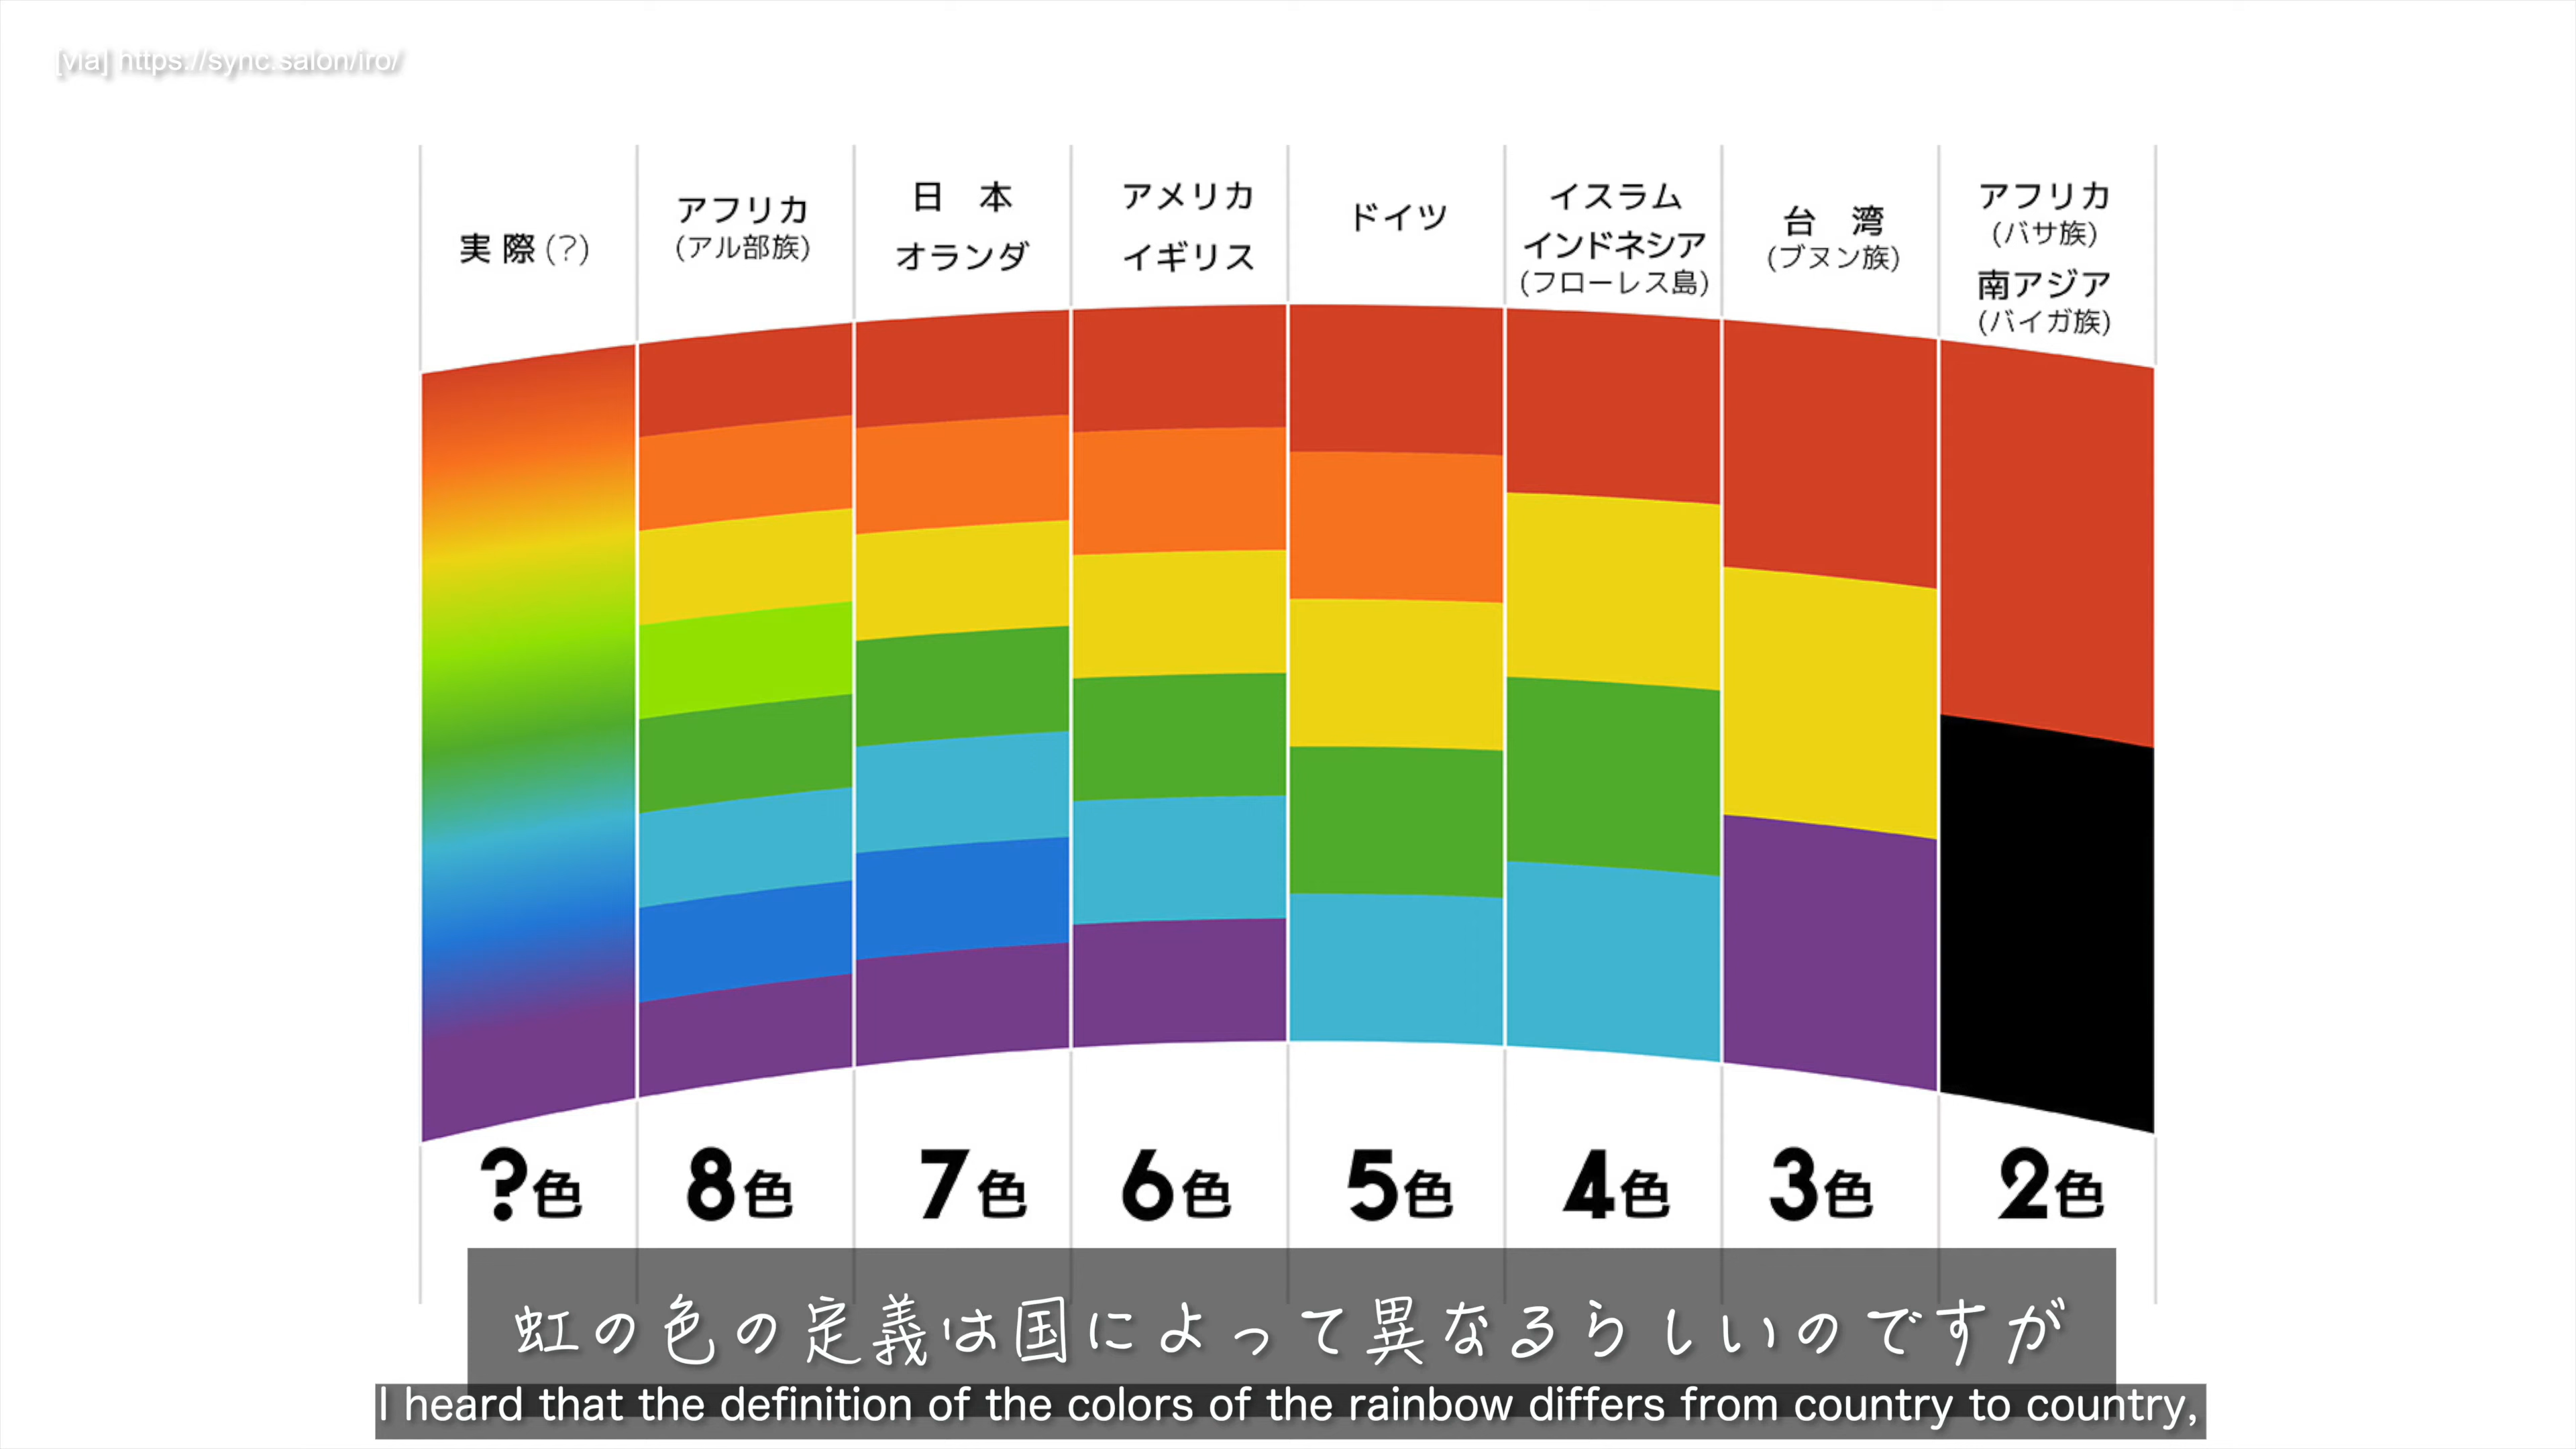 [via] https://sync.salon/iro/
実際(?)
アフリカ
(アル部族)
日 本
オランダ
アメリカ
イギリス
ドイツ
イスラム
インドネシア
(フローレス島)
台 湾
(ブヌン族)
アフリカ
(バサ族)
南アジア
(バイガ族)
?色
8色
7色
6色
5色
4色
3色
2色
虹の色の定義は国によって異なるらしいのですが
I heard that the definition of the colors of the rainbow differs from country to country,